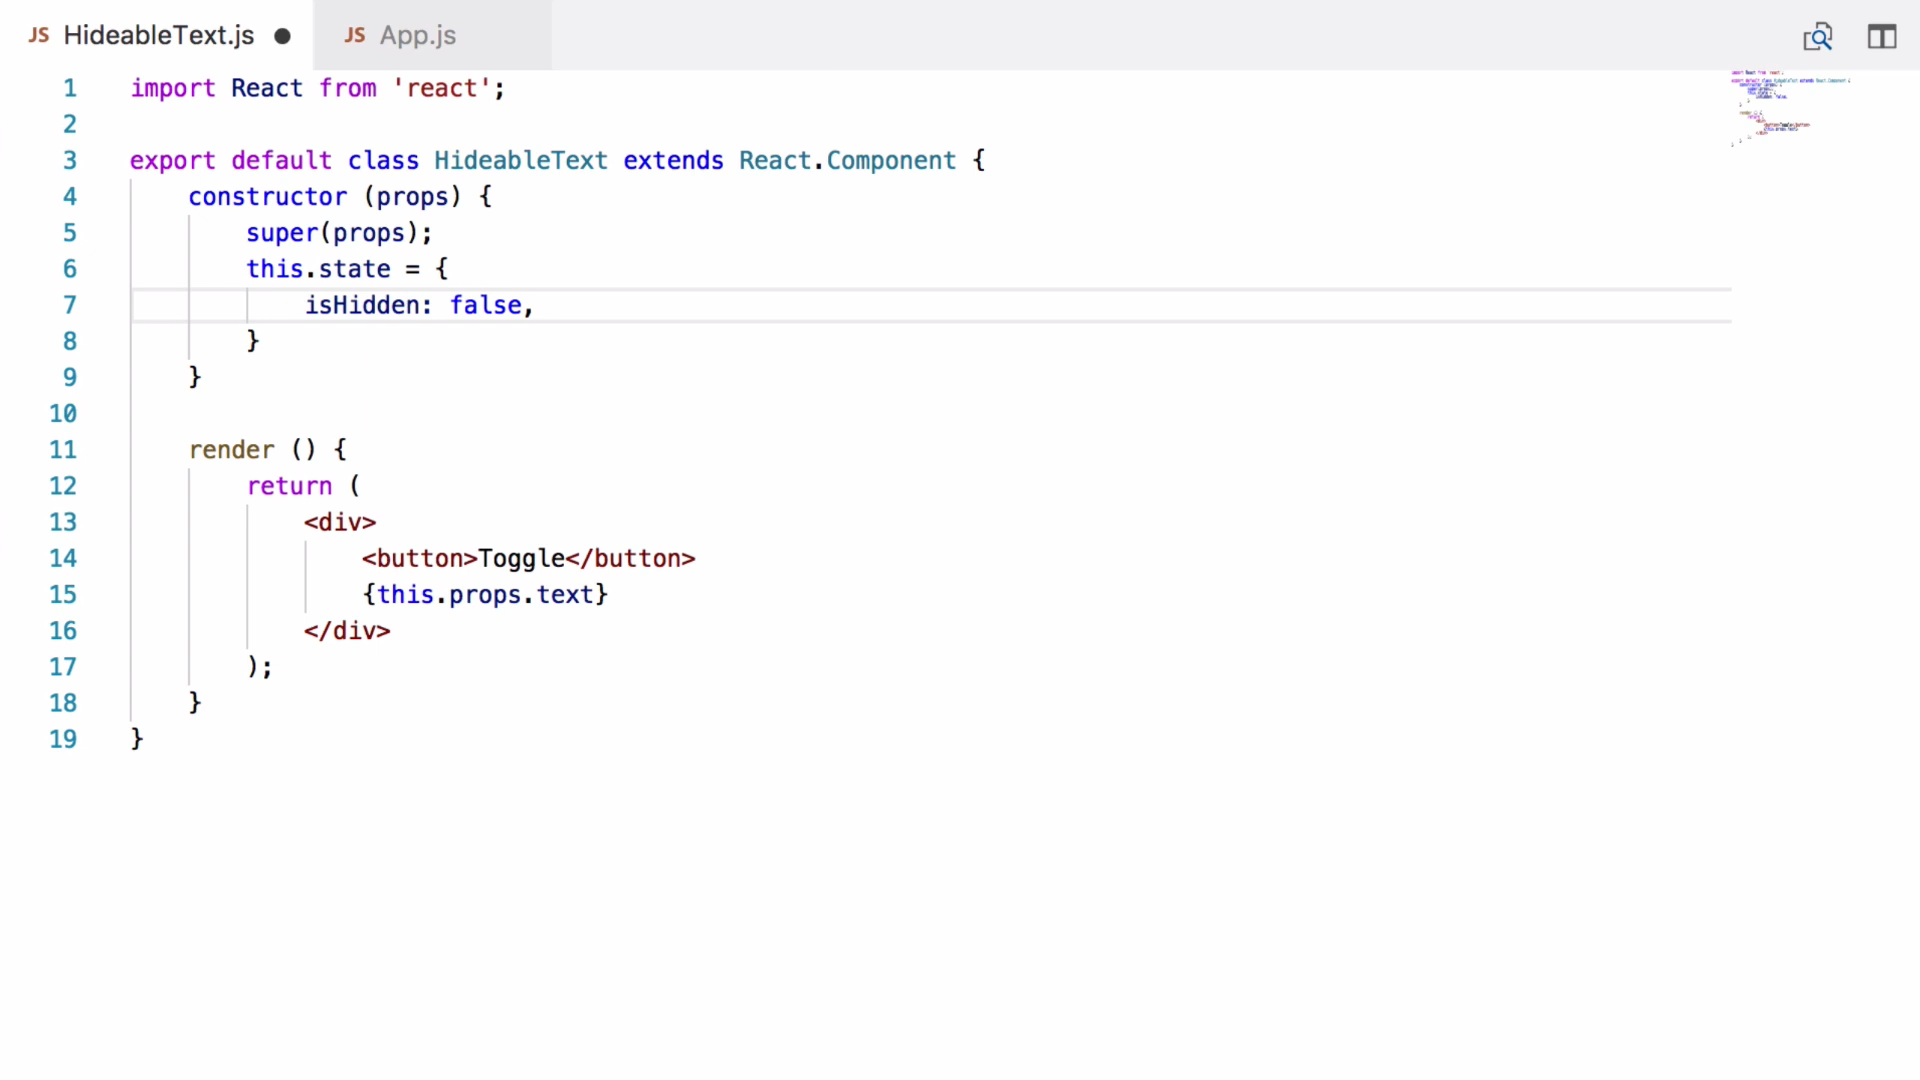 JS HideableText.js ● JS App.js
1 import React from 'react';
2
3 export default class HideableText extends React.Component {
4     constructor (props) {
5         super(props);
6         this.state = {
7             isHidden: false,
8         }
9     }
10
11     render () {
12         return (
13             <div>
14                 <button>Toggle</button>
15                 {this.props.text}
16             </div>
17         );
18     }
19 }